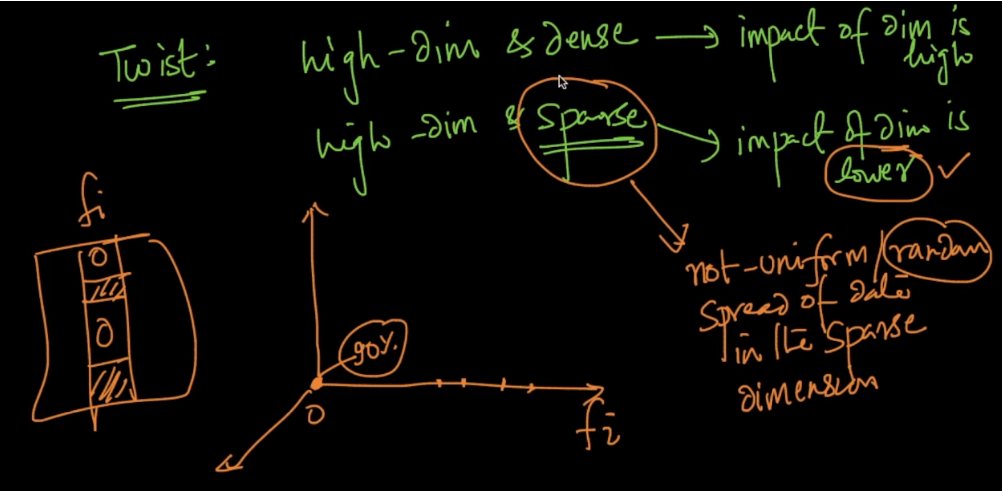 Twist: high-dim & dense → impact of dim is high
high-dim & sparse → impact of dim is lower ✓
not-uniform/random
spread of data
in the sparse
dimension
fi
0
0
90%.
0
fi